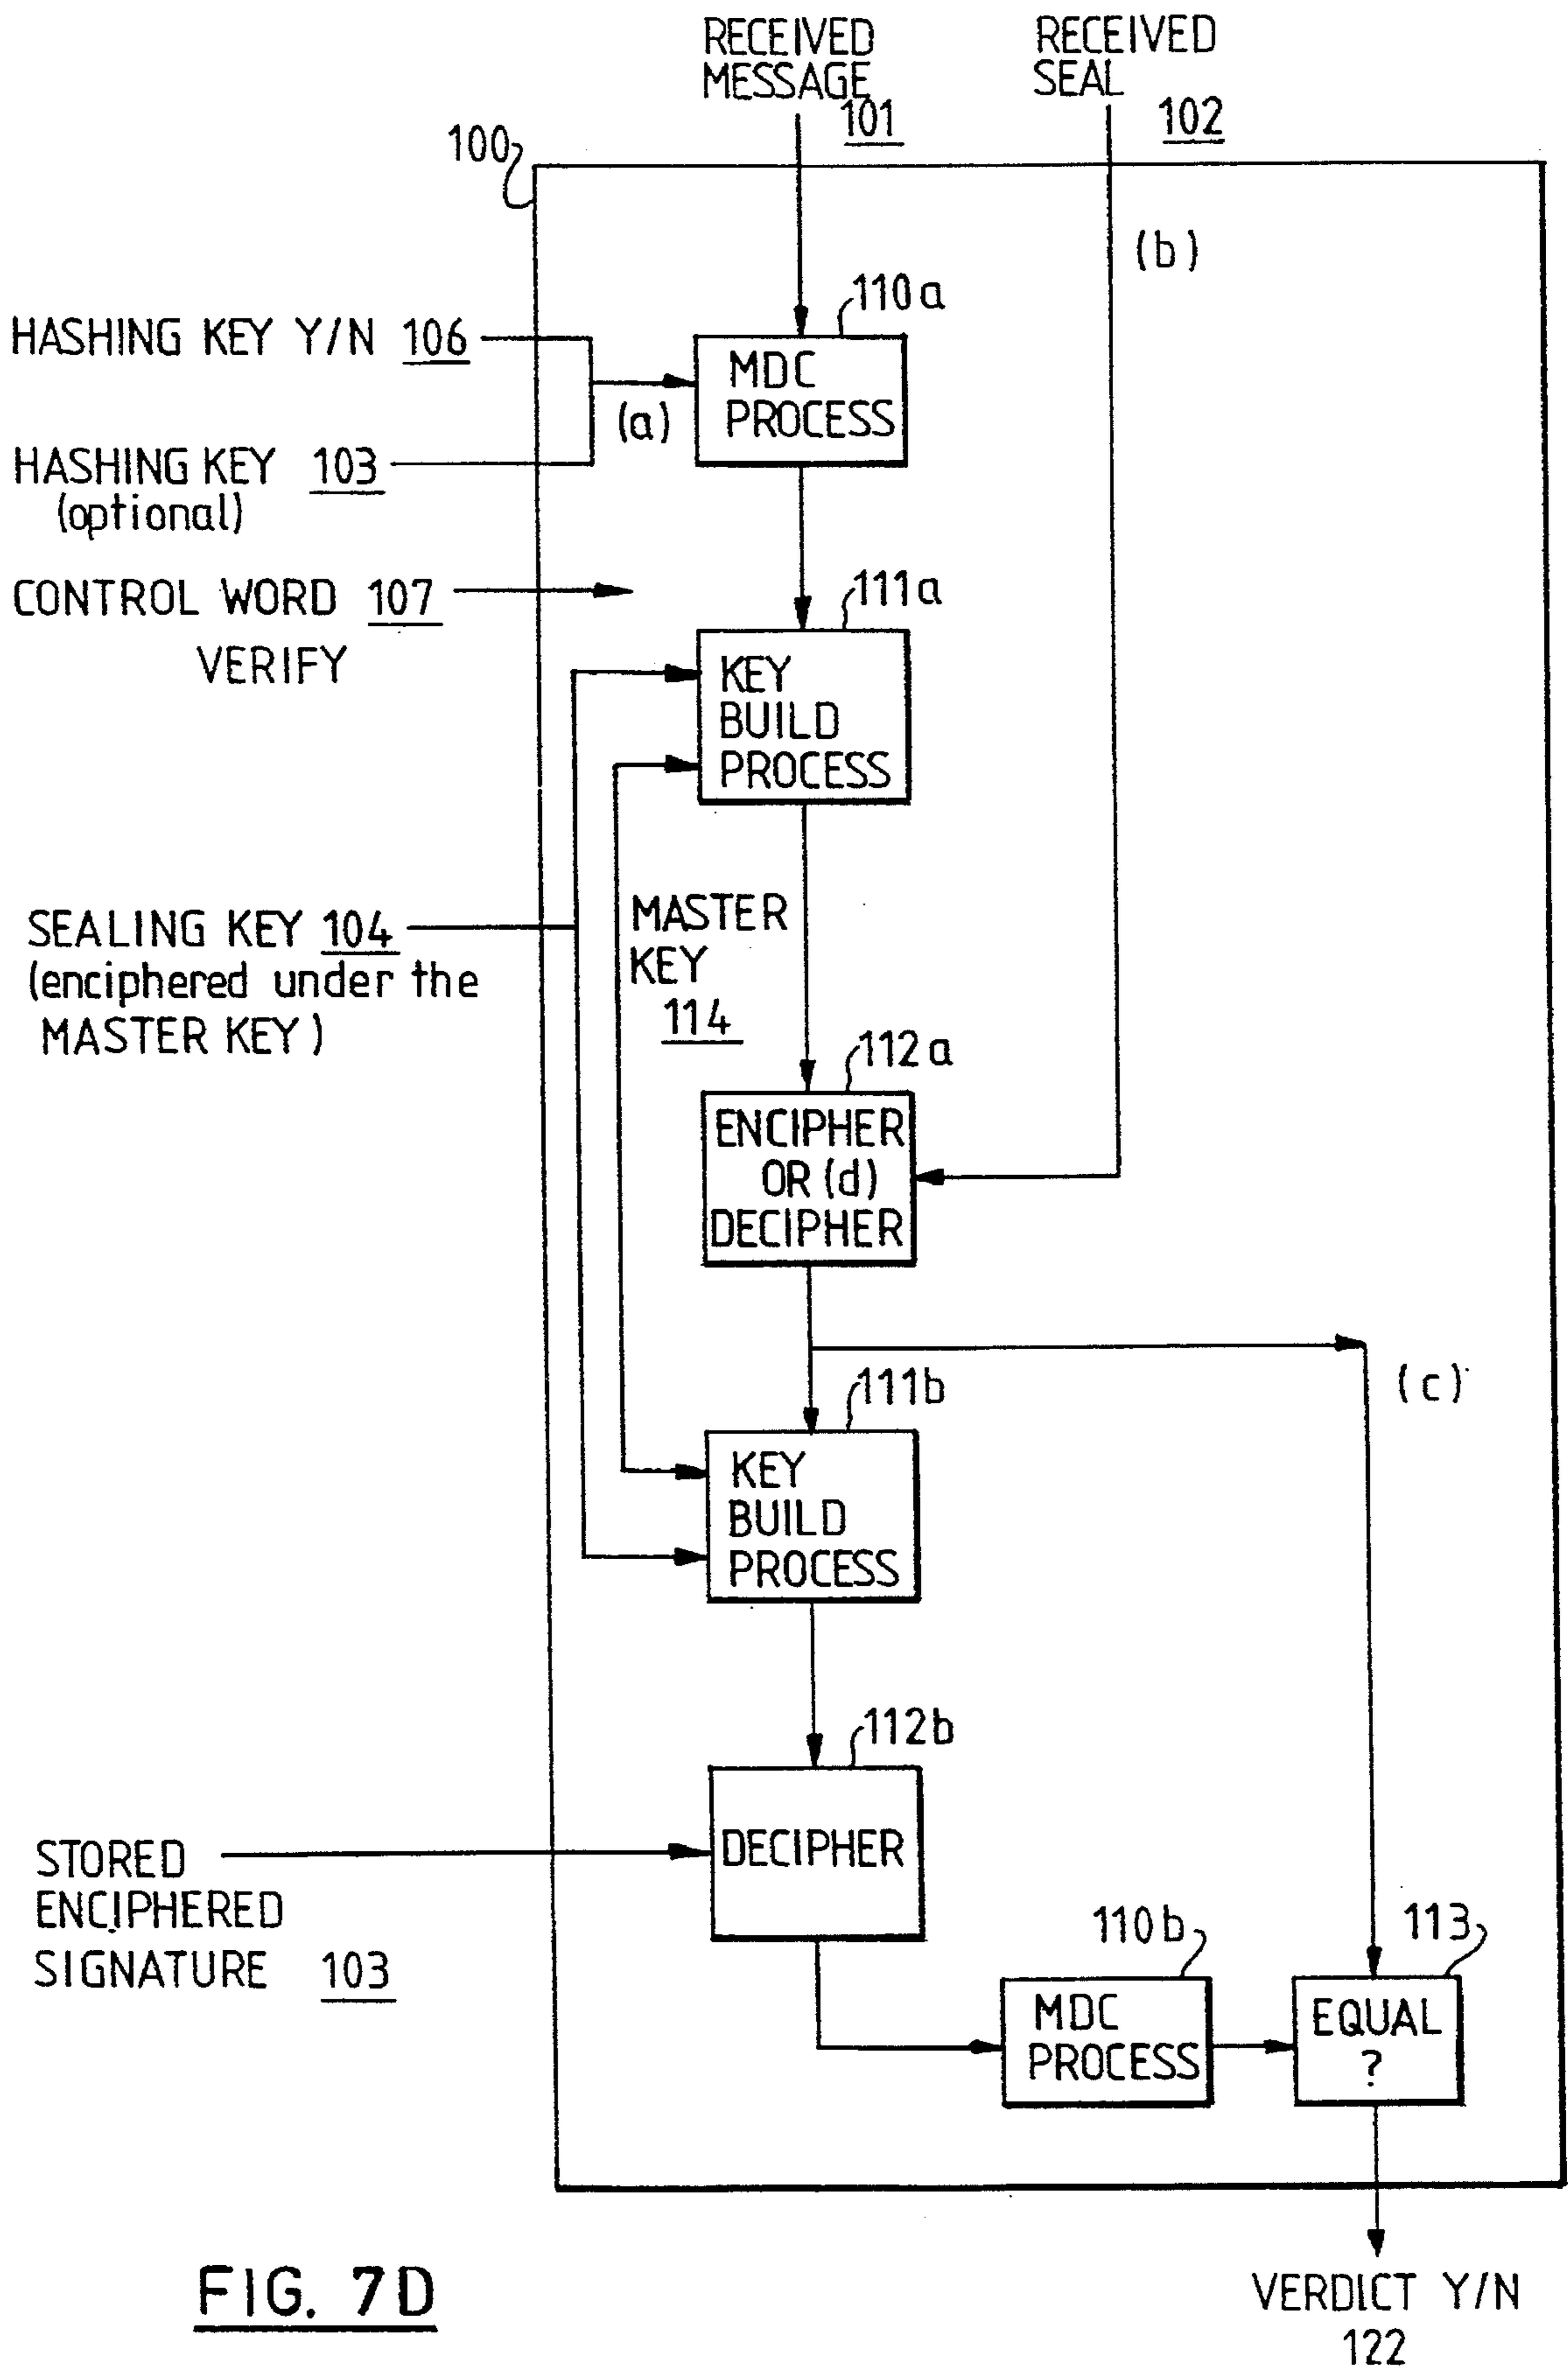 RECEIVED
MESSAGE
101
RECEIVED
SEAL
102
100
(b)
110a
HASHING KEY Y/N 106
MDC
PROCESS
(a)
HASHING KEY 103
(optional)
CONTROL WORD 107
VERIFY
111a
KEY
BUILD
PROCESS
SEALING KEY 104
(enciphered under the
MASTER KEY)
MASTER
KEY
114
112a
ENCIPHER
OR (d)
DECIPHER
(c)
111b
KEY
BUILD
PROCESS
112b
DECIPHER
STORED
ENCIPHERED
SIGNATURE 103
110b
MDC
PROCESS
113
EQUAL
?
VERDICT Y/N
122
FIG. 7D